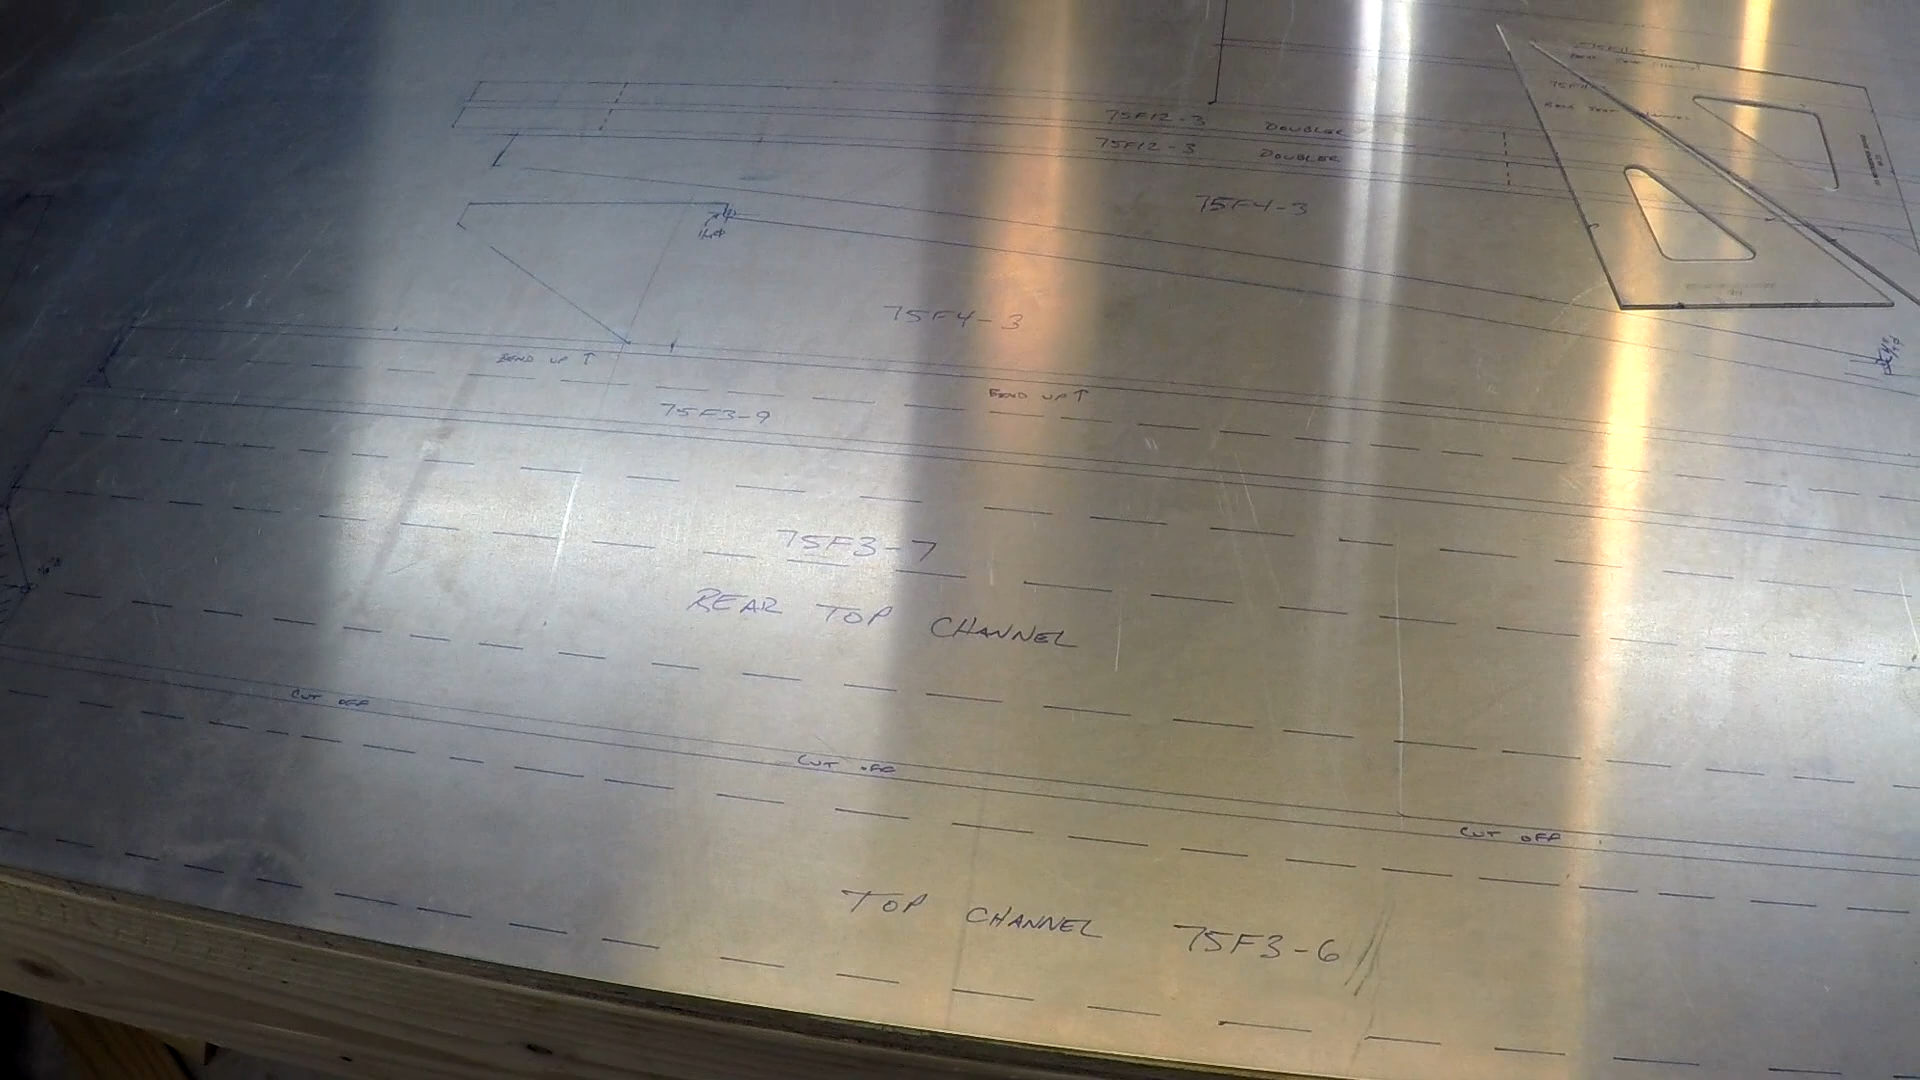 75F12-3 DOUBLER
75F12-3 DOUBLER
75F4-3
75F4-3
BEND UP ↑
BEND UP ↑
75F3-9
75F3-7
REAR TOP CHANNEL
CUT OFF
CUT OFF
CUT OFF
TOP CHANNEL 75F3-6